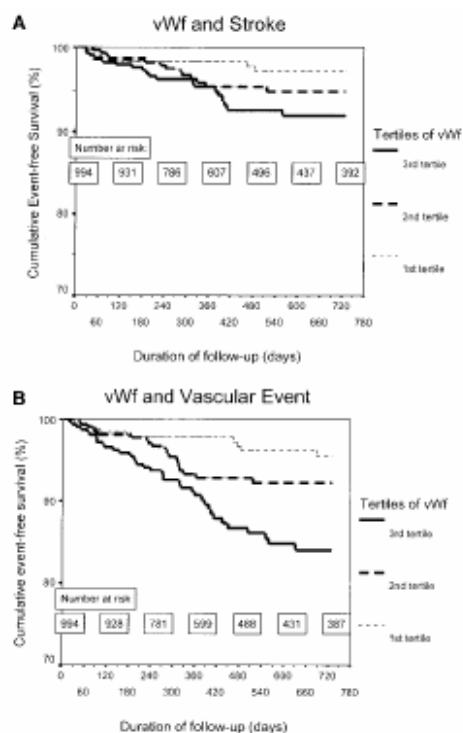 A
vWf and Stroke
Cumulative Event-free Survival (%)
100
90
80
70
Number at risk:
994 931 786 607 496 437 392
0 120 240 360 480 600 720
60 180 300 420 540 660 780
Duration of follow-up (days)
Tertiles of vWf
3rd tertile
2nd tertile
1st tertile
B
vWf and Vascular Event
Cumulative event-free survival (%)
100
90
80
70
Number at risk
994 928 781 599 488 431 387
0 120 240 360 480 600 720
60 180 300 420 540 660 780
Duration of follow-up (days)
Tertiles of vWf
3rd tertile
2nd tertile
1st tertile